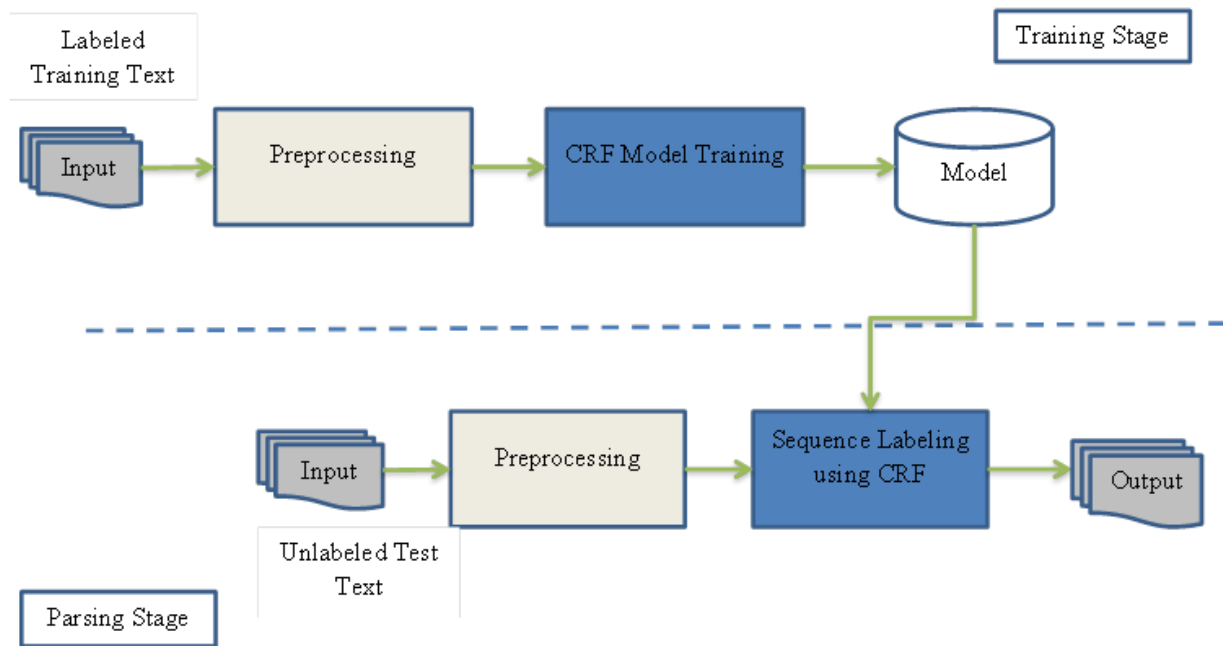 Labeled
Training Text
Training Stage
Input
Preprocessing
CRF Model Training
Model
Input
Preprocessing
Sequence Labeling
using CRF
Output
Unlabeled Test
Text
Parsing Stage